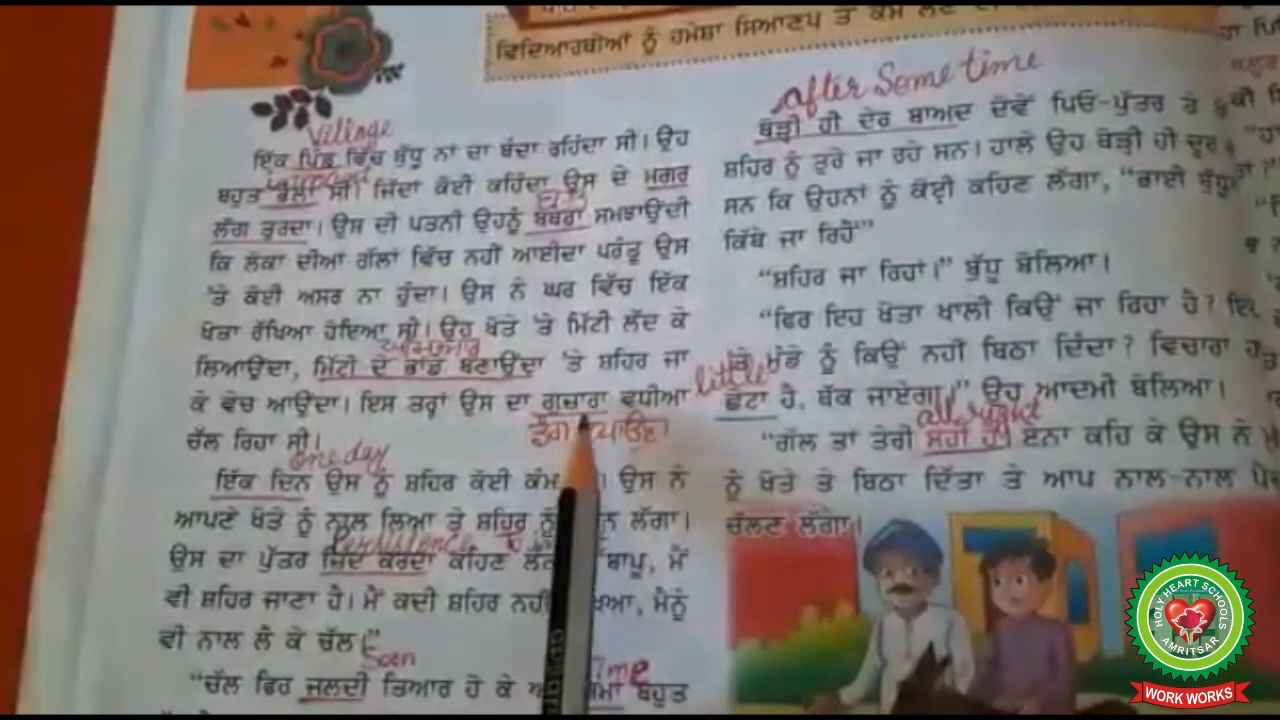 ਵਿਦਿਆਰਥੀਆਂ ਨੂੰ ਹਮੇਸ਼ਾ ਸਿਆਣਪ ਤੋਂ ਕੰਮ ਲੈਣ
Village
ਇੱਕ ਪਿੰਡ ਵਿੱਚ ਬੁੱਧੂ ਨਾਂ ਦਾ ਬੰਦਾ ਰਹਿੰਦਾ ਸੀ। ਉਹ
ਬਹੁਤ ਭੋਲਾ ਸੀ। ਜਿੱਦਾਂ ਕੋਈ ਕਹਿੰਦਾ ਉਸ ਦੇ ਮਗਰ
ਲੱਗ ਤੁਰਦਾ। ਉਸ ਦੀ ਪਤਨੀ ਉਹਨੂੰ ਬਥੇਰਾ ਸਮਝਾਉਂਦੀ
ਕਿ ਲੋਕਾਂ ਦੀਆਂ ਗੱਲਾਂ ਵਿੱਚ ਨਹੀਂ ਆਈਦਾ ਪਰੰਤੂ ਉਸ
'ਤੇ ਕੋਈ ਅਸਰ ਨਾ ਹੁੰਦਾ। ਉਸ ਨੇ ਘਰ ਵਿੱਚ ਇੱਕ
ਖੋਤਾ ਰੱਖਿਆ ਹੋਇਆ ਸੀ। ਉਹ ਖੋਤੇ 'ਤੇ ਮਿੱਟੀ ਲੱਦ ਕੇ
ਲਿਆਉਂਦਾ, ਮਿੱਟੀ ਦੇ ਭਾਂਡੇ ਬਣਾਉਂਦਾ 'ਤੇ ਸ਼ਹਿਰ ਜਾ
ਕੇ ਵੇਚ ਆਉਂਦਾ। ਇਸ ਤਰ੍ਹਾਂ ਉਸ ਦਾ ਗੁਜ਼ਾਰਾ ਵਧੀਆ
ਚੱਲ ਰਿਹਾ ਸੀ।
one day
ਇੱਕ ਦਿਨ ਉਸ ਨੂੰ ਸ਼ਹਿਰ ਕੋਈ ਕੰਮ ਉਸ ਨੇ
ਆਪਣੇ ਖੋਤੇ ਨੂੰ ਨਾਲ ਲਿਆ ਤੇ ਸ਼ਹਿਰ ਨੂੰ ਲੱਗਾ।
Persistence
ਉਸ ਦਾ ਪੁੱਤਰ ਜ਼ਿੱਦ ਕਰਦਾ ਕਹਿਣ "ਬਾਪੂ, ਮੈਂ
ਵੀ ਸ਼ਹਿਰ ਜਾਣਾ ਹੈ। ਮੈਂ ਕਦੀ ਸ਼ਹਿਰ ਨਹੀਂ ਮੈਨੂੰ
ਵੀ ਨਾਲ ਲੈ ਕੇ ਚੱਲ।"
Soon Time
"ਚੱਲ ਫਿਰ ਜਲਦੀ ਤਿਆਰ ਹੋ ਕੇ ਸਮਾਂ ਬਹੁਤ
after Some time
ਥੋੜ੍ਹੀ ਹੀ ਦੇਰ ਬਾਅਦ ਦੋਵੇਂ ਪਿਓ-ਪੁੱਤਰ ਤੇ
ਸ਼ਹਿਰ ਨੂੰ ਤੁਰੇ ਜਾ ਰਹੇ ਸਨ। ਹਾਲੇ ਉਹ ਥੋੜ੍ਹੀ ਹੀ ਦੂਰ
ਸਨ ਕਿ ਉਹਨਾਂ ਨੂੰ ਕੋਈ ਕਹਿਣ ਲੱਗਾ, "ਭਾਈ ਬੁੱਧੂ
ਕਿੱਥੇ ਜਾ ਰਿਹੈਂ"
"ਸ਼ਹਿਰ ਜਾ ਰਿਹਾਂ।" ਬੁੱਧੂ ਬੋਲਿਆ।
"ਫਿਰ ਇਹ ਖੋਤਾ ਖਾਲੀ ਕਿਉਂ ਜਾ ਰਿਹਾ ਹੈ?
ਤੇ ਮੁੰਡੇ ਨੂੰ ਕਿਉਂ ਨਹੀਂ ਬਿਠਾ ਦਿੰਦਾ? ਵਿਚਾਰਾ
little
ਛੋਟਾ ਹੈ, ਥੱਕ ਜਾਏਗਾ।" ਉਹ ਆਦਮੀ ਬੋਲਿਆ।
all right
"ਗੱਲ ਤਾਂ ਤੇਰੀ ਸਹੀ ਹੈ। ਏਨਾ ਕਹਿ ਕੇ ਉਸ ਨੇ
ਨੂੰ ਖੋਤੇ ਤੇ ਬਿਠਾ ਦਿੱਤਾ ਤੇ ਆਪ ਨਾਲ-ਨਾਲ
ਚੱਲਣ ਲੱਗਾ।
HOLY HEART SCHOOLS
AMRITSAR
WORK WORKS